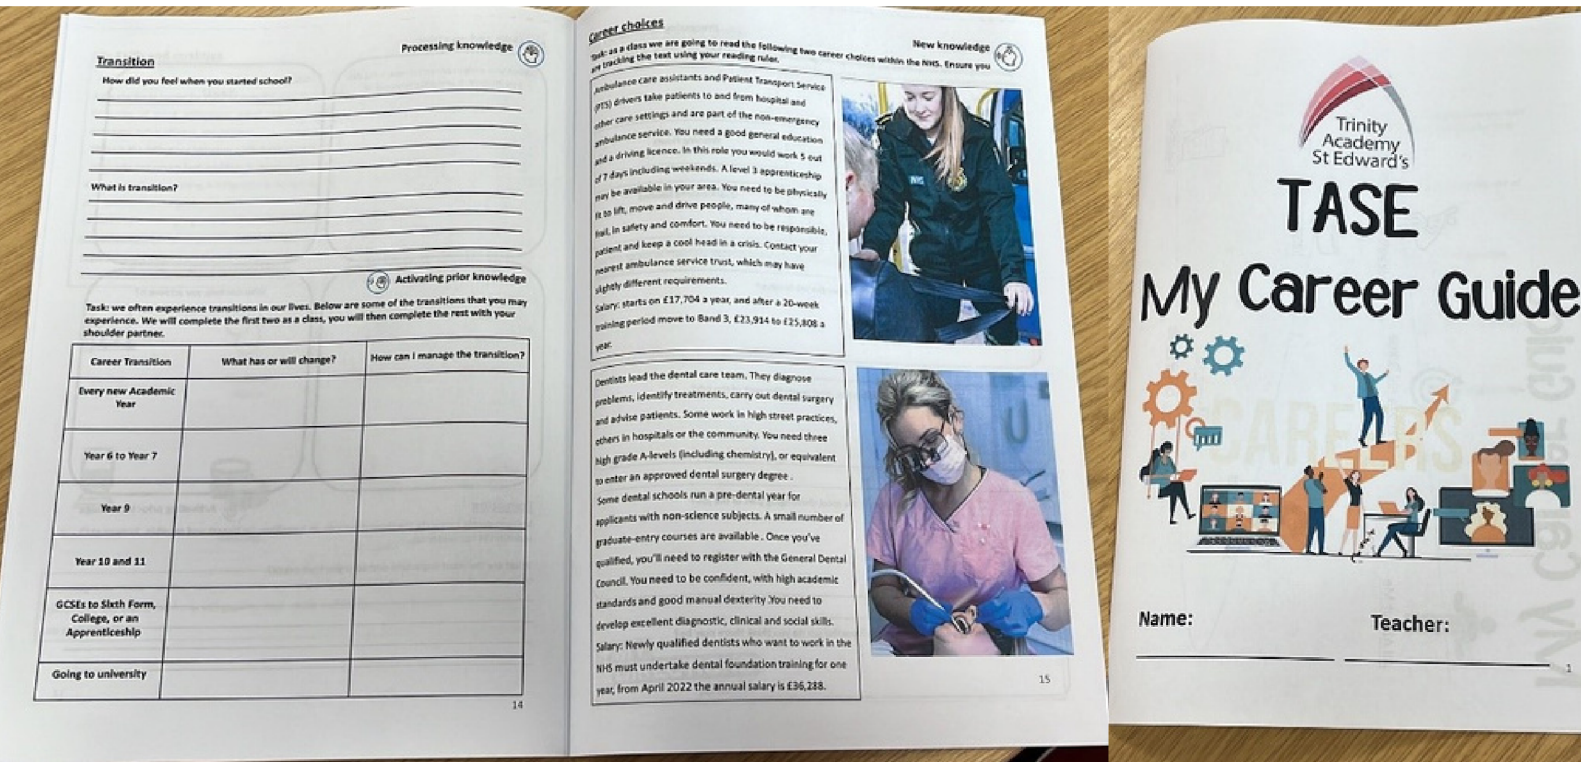 Processing knowledge
Transition
How did you feel when you started school?
What is transition?
Activating prior knowledge
Task: we often experience transitions in our lives. Below are some of the transitions that you may
experience. We will complete the first two as a class, you will then complete the rest with your
shoulder partner.
Career Transition
What has or will change?
How can I manage the transition?
Every new Academic
Year
Year 6 to Year 7
Year 9
Year 10 and 11
GCSEs to Sixth Form,
College, or an
Apprenticeship
Going to university
14
Career choices
New knowledge
Task: as a class we are going to read the following two career choices within the NHS. Ensure you
are tracking the text using your reading ruler.
Ambulance care assistants and Patient Transport Service
(PTS) drivers take patients to and from hospital and
other care settings and are part of the non-emergency
ambulance service. You need a good general education
and a driving licence. In this role you would work 5 out
of 7 days including weekends. A level 3 apprenticeship
may be available in your area. You need to be physically
fit to lift, move and drive people, many of whom are
frail, in safety and comfort. You need to be responsible,
patient and keep a cool head in a crisis. Contact your
nearest ambulance service trust, which may have
slightly different requirements.
Salary: starts on £17,704 a year, and after a 20-week
training period move to Band 3, £23,914 to £25,808 a
year.
NHS
Dentists lead the dental care team. They diagnose
problems, identify treatments, carry out dental surgery
and advise patients. Some work in high street practices,
others in hospitals or the community. You need three
high grade A-levels (including chemistry), or equivalent
to enter an approved dental surgery degree .
Some dental schools run a pre-dental year for
applicants with non-science subjects. A small number of
graduate-entry courses are available . Once you've
qualified, you'll need to register with the General Dental
Council. You need to be confident, with high academic
standards and good manual dexterity .You need to
develop excellent diagnostic, clinical and social skills.
Salary: Newly qualified dentists who want to work in the
NHS must undertake dental foundation training for one
year, from April 2022 the annual salary is £36,288.
15
Trinity
Academy
St Edward's
TASE
My Career Guide
CAREERS
Name:
Teacher:
1